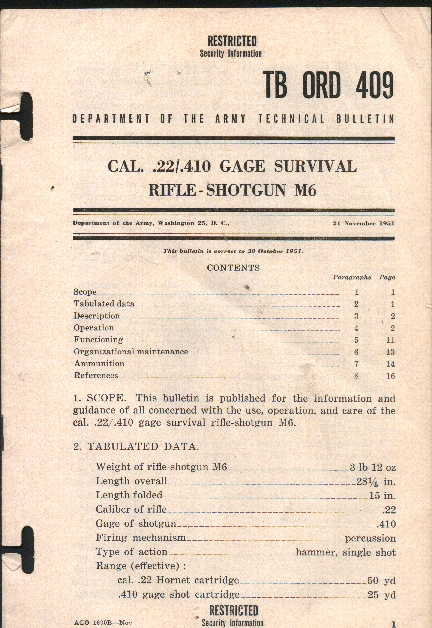 RESTRICTED
Security Information
TB ORD 409
DEPARTMENT OF THE ARMY TECHNICAL BULLETIN
CAL. .22/.410 GAGE SURVIVAL
RIFLE-SHOTGUN M6
Department of the Army, Washington 25, D. C., 21 November 1951
This bulletin is correct to 30 October 1951.
CONTENTS
Paragraphs Page
Scope 1 1
Tabulated data 2 1
Description 3 2
Operation 4 2
Functioning 5 11
Organizational maintenance 6 13
Ammunition 7 14
References 8 16
1. SCOPE. This bulletin is published for the information and
guidance of all concerned with the use, operation, and care of the
cal. .22/.410 gage survival rifle-shotgun M6.
2. TABULATED DATA.
Weight of rifle-shotgun M6 3 lb 12 oz
Length overall 28¼ in.
Length folded 15 in.
Caliber of rifle .22
Gage of shotgun .410
Firing mechanism percussion
Type of action hammer, single shot
Range (effective) :
cal. .22 Hornet cartridge 50 yd
.410 gage shot cartridge 25 yd
RESTRICTED
AGO 1690B—Nov Security Information 1